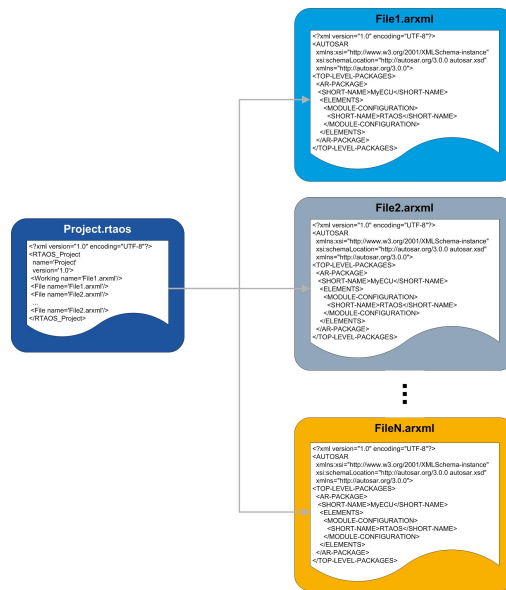 File1.arxml
<?xml version="1.0" encoding="UTF-8"?>
<AUTOSAR
xmlns:xsi="http://www.w3.org/2001/XMLSchema-instance"
xsi:schemaLocation="http://autosar.org/3.0.0 autosar.xsd"
xmlns="http://autosar.org/3.0.0">
<TOP-LEVEL-PACKAGES>
<AR-PACKAGE>
<SHORT-NAME>MyECU</SHORT-NAME>
<ELEMENTS>
<MODULE-CONFIGURATION>
<SHORT-NAME>RTAOS</SHORT-NAME>
</MODULE-CONFIGURATION>
</ELEMENTS>
</AR-PACKAGE>
</TOP-LEVEL-PACKAGES>
Project.rtaos
<?xml version="1.0" encoding="UTF-8"?>
<RTAOS_Project
name='Project'
version='1.0'>
<Working name='File1.arxml'/>
<File name='File1.arxml'/>
<File name='File2.arxml'/>
...
<File name='File2.arxml'/>
</RTAOS_Project>
File2.arxml
<?xml version="1.0" encoding="UTF-8"?>
<AUTOSAR
xmlns:xsi="http://www.w3.org/2001/XMLSchema-instance"
xsi:schemaLocation="http://autosar.org/3.0.0 autosar.xsd"
xmlns="http://autosar.org/3.0.0">
<TOP-LEVEL-PACKAGES>
<AR-PACKAGE>
<SHORT-NAME>MyECU</SHORT-NAME>
<ELEMENTS>
<MODULE-CONFIGURATION>
<SHORT-NAME>RTAOS</SHORT-NAME>
</MODULE-CONFIGURATION>
</ELEMENTS>
</AR-PACKAGE>
</TOP-LEVEL-PACKAGES>
FileN.arxml
<?xml version="1.0" encoding="UTF-8"?>
<AUTOSAR
xmlns:xsi="http://www.w3.org/2001/XMLSchema-instance"
xsi:schemaLocation="http://autosar.org/3.0.0 autosar.xsd"
xmlns="http://autosar.org/3.0.0">
<TOP-LEVEL-PACKAGES>
<AR-PACKAGE>
<SHORT-NAME>MyECU</SHORT-NAME>
<ELEMENTS>
<MODULE-CONFIGURATION>
<SHORT-NAME>RTAOS</SHORT-NAME>
</MODULE-CONFIGURATION>
</ELEMENTS>
</AR-PACKAGE>
</TOP-LEVEL-PACKAGES>